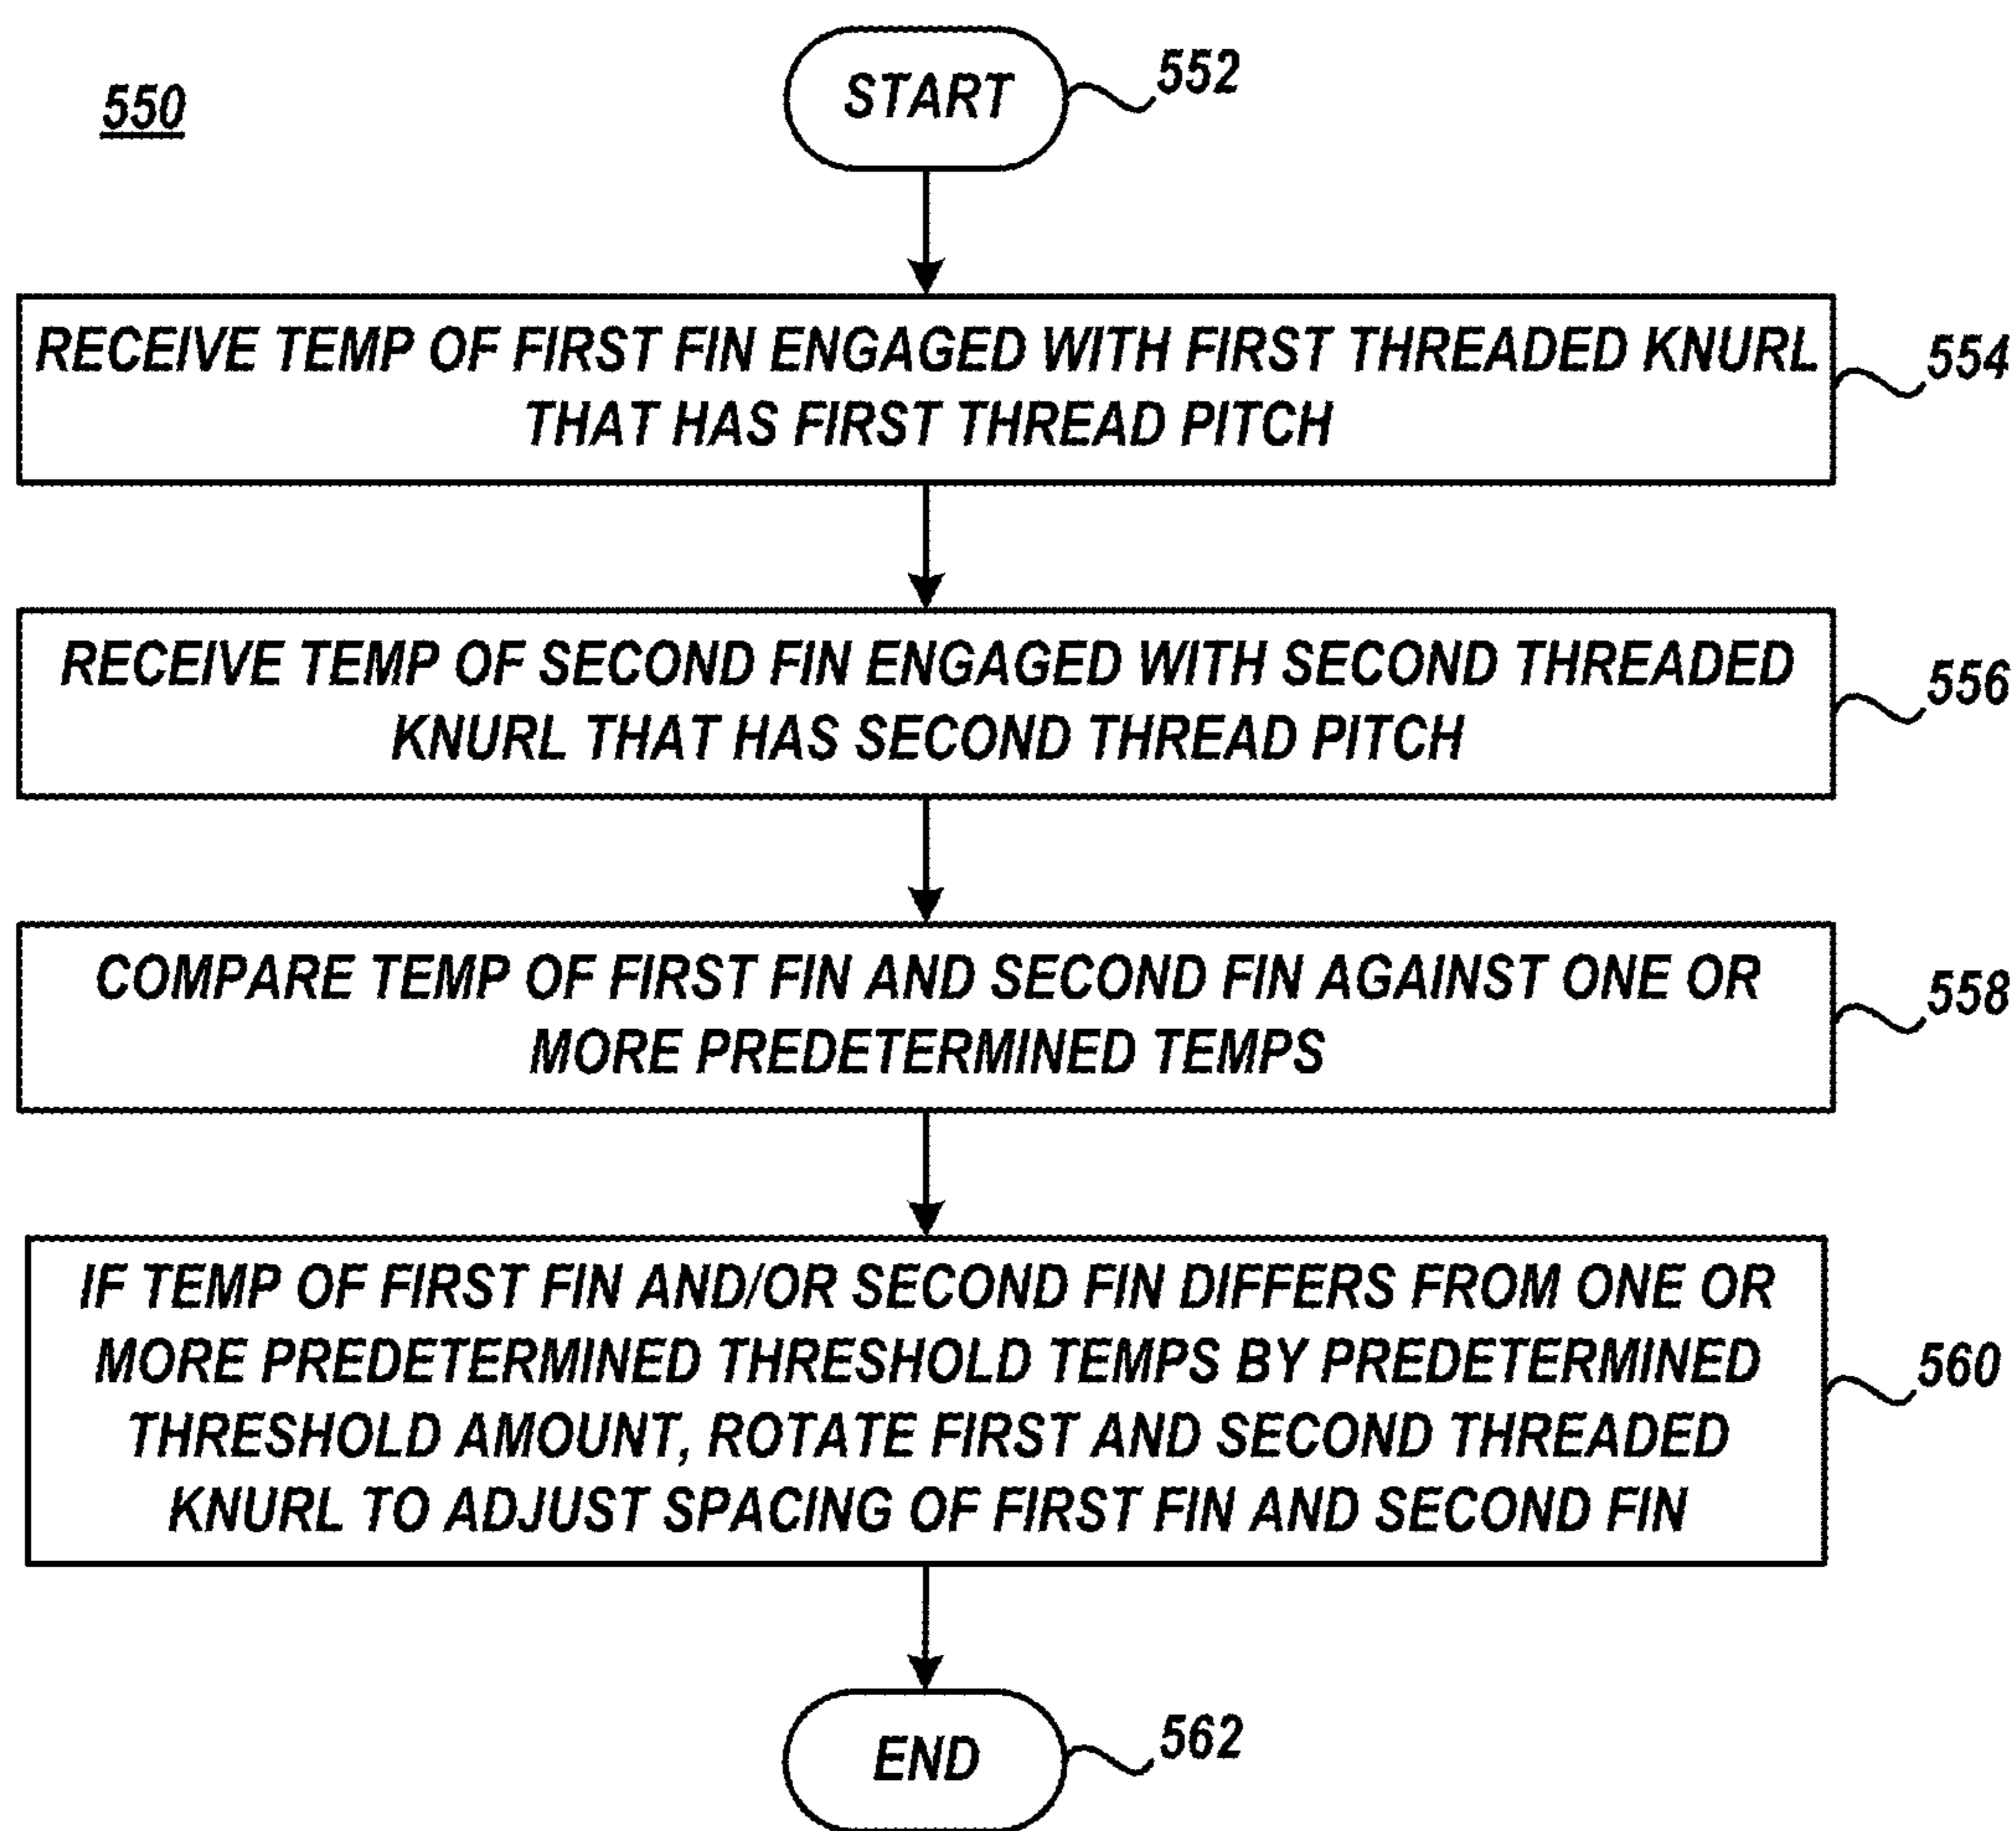 550
START
552
RECEIVE TEMP OF FIRST FIN ENGAGED WITH FIRST THREADED KNURL
THAT HAS FIRST THREAD PITCH
554
RECEIVE TEMP OF SECOND FIN ENGAGED WITH SECOND THREADED
KNURL THAT HAS SECOND THREAD PITCH
556
COMPARE TEMP OF FIRST FIN AND SECOND FIN AGAINST ONE OR
MORE PREDETERMINED TEMPS
558
IF TEMP OF FIRST FIN AND/OR SECOND FIN DIFFERS FROM ONE OR
MORE PREDETERMINED THRESHOLD TEMPS BY PREDETERMINED
THRESHOLD AMOUNT, ROTATE FIRST AND SECOND THREADED
KNURL TO ADJUST SPACING OF FIRST FIN AND SECOND FIN
560
END
562